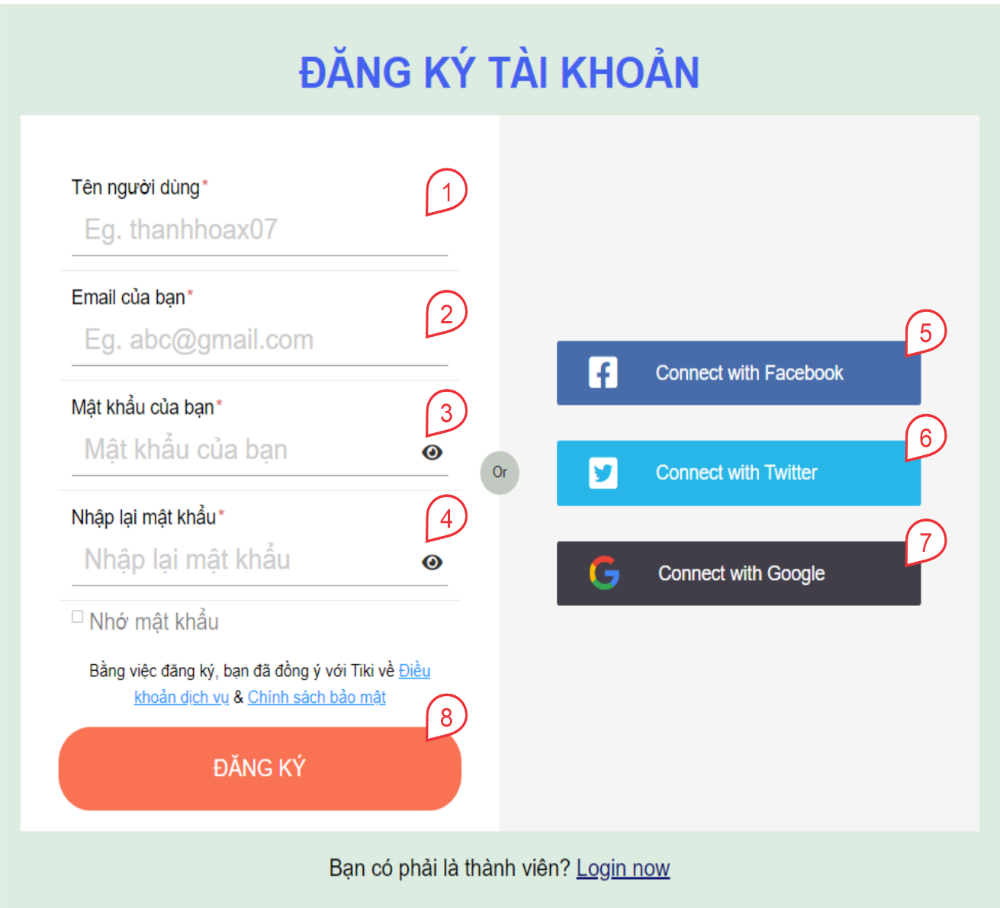 ĐĂNG KÝ TÀI KHOẢN
Tên người dùng*
1
Eg. thanhhoax07
Email của bạn*
2
Eg. abc@gmail.com
Mật khẩu của bạn*
3
Mật khẩu của bạn
Nhập lại mật khẩu*
4
Nhập lại mật khẩu
Nhớ mật khẩu
Bằng việc đăng ký, bạn đã đồng ý với Tiki về Điều
khoản dịch vụ & Chính sách bảo mật
8
ĐĂNG KÝ
Or
5
Connect with Facebook
6
Connect with Twitter
7
Connect with Google
Bạn có phải là thành viên? Login now